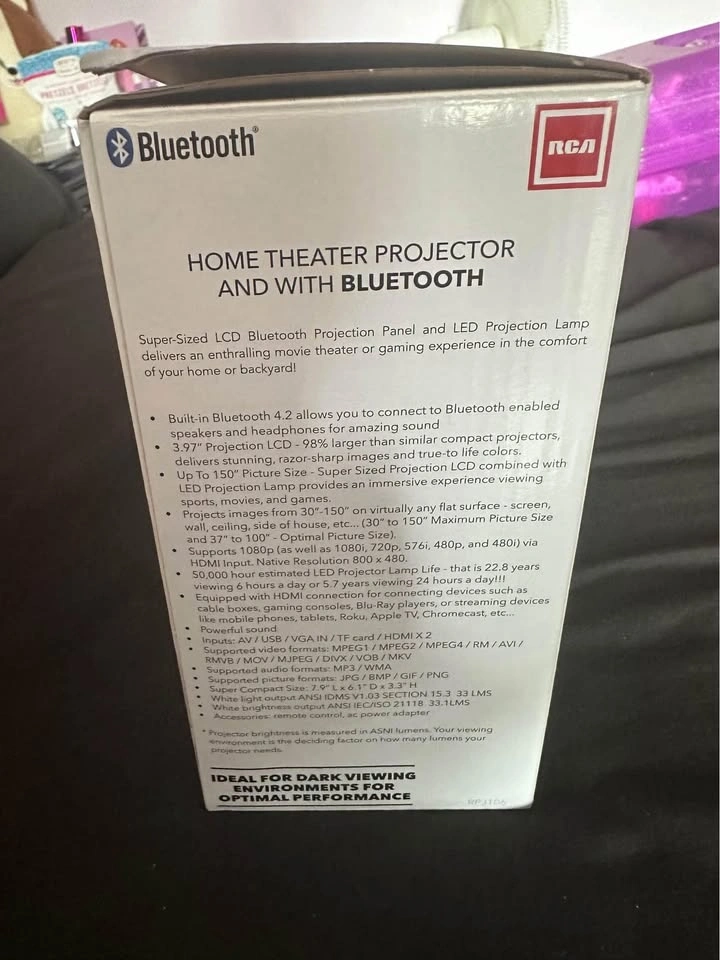 Bluetooth®
RCA
HOME THEATER PROJECTOR
AND WITH BLUETOOTH
Super-Sized LCD Bluetooth Projection Panel and LED Projection Lamp
delivers an enthralling movie theater or gaming experience in the comfort
of your home or backyard!
• Built-in Bluetooth 4.2 allows you to connect to Bluetooth enabled
speakers and headphones for amazing sound
• 3.97" Projection LCD - 98% larger than similar compact projectors,
delivers stunning, razor-sharp images and true-to life colors.
• Up To 150" Picture Size - Super Sized Projection LCD combined with
LED Projection Lamp provides an immersive experience viewing
sports, movies, and games.
• Projects images from 30"-150" on virtually any flat surface - screen,
wall, ceiling, side of house, etc... (30" to 150" Maximum Picture Size
and 37" to 100" - Optimal Picture Size).
• Supports 1080p (as well as 1080i, 720p, 576i, 480p, and 480i) via
HDMI Input. Native Resolution 800 x 480.
• 50,000 hour estimated LED Projector Lamp Life - that is 22.8 years
viewing 6 hours a day or 5.7 years viewing 24 hours a day!!!
• Equipped with HDMI connection for connecting devices such as
cable boxes, gaming consoles, Blu-Ray players, or streaming devices
like mobile phones, tablets, Roku, Apple TV, Chromecast, etc...
• Powerful sound
• Inputs: AV / USB / VGA IN / TF card / HDMI X 2
• Supported video formats: MPEG1 / MPEG2 / MPEG4 / RM / AVI /
RMVB / MOV / MJPEG / DIVX / VOB / MKV
• Supported audio formats: MP3 / WMA
• Supported picture formats: JPG / BMP / GIF / PNG
• Super Compact Size: 7.9" L x 6.1" D x 3.3" H
• White light output ANSI IDMS V1.03 SECTION 15.3 33 LMS
• White brightness output ANSI IEC/ISO 21118 33.1LMS
• Accessories: remote control, ac power adapter
* Projector brightness is measured in ASNI lumens. Your viewing
environment is the deciding factor on how many lumens your
projector needs.
IDEAL FOR DARK VIEWING
ENVIRONMENTS FOR
OPTIMAL PERFORMANCE